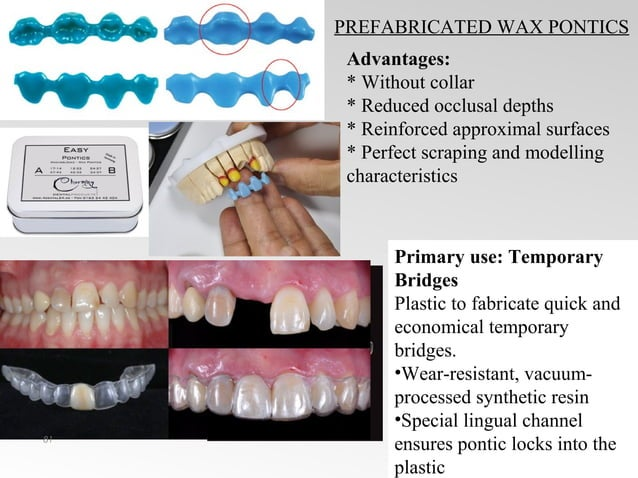 PREFABRICATED WAX PONTICS
Advantages:
* Without collar
* Reduced occlusal depths
* Reinforced approximal surfaces
* Perfect scraping and modelling
characteristics
EASY
PONTICS
A
B
Primary use: Temporary
Bridges
Plastic to fabricate quick and
economical temporary
bridges.
•Wear-resistant, vacuum-
processed synthetic resin
•Special lingual channel
ensures pontic locks into the
plastic